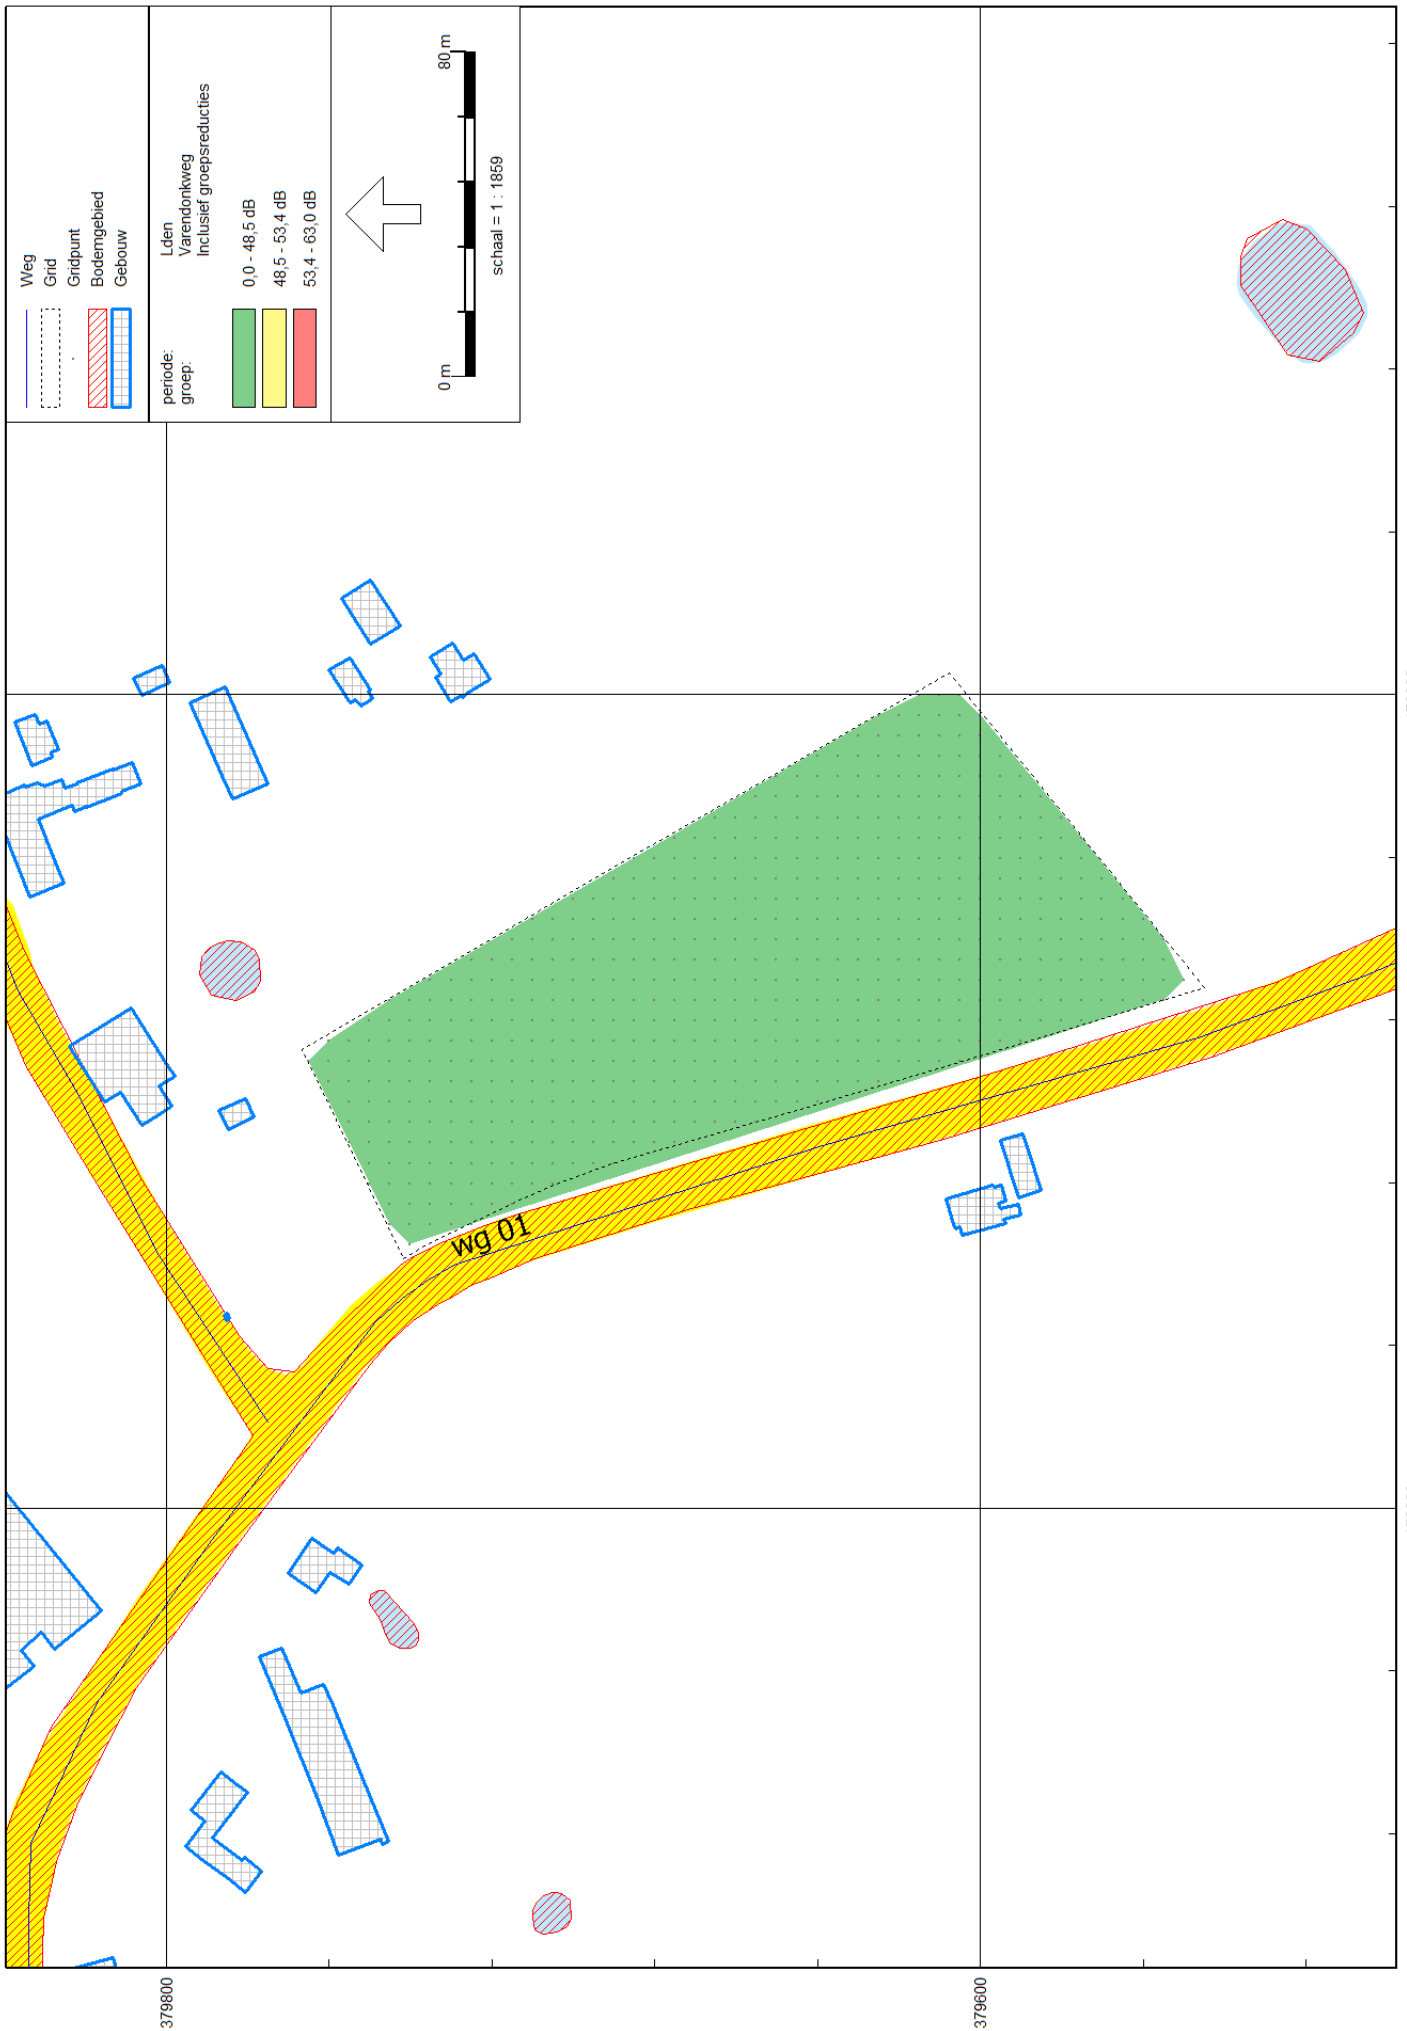 Weg
Grid
Gridpunt
Bodemgebied
Gebouw
periode: Lden
groep: Varendonkweg
Inclusief groepsreducties
0,0 - 48,5 dB
48,5 - 53,4 dB
53,4 - 63,0 dB
0 m 80 m
schaal = 1 : 1859
wg 01
379800
379600